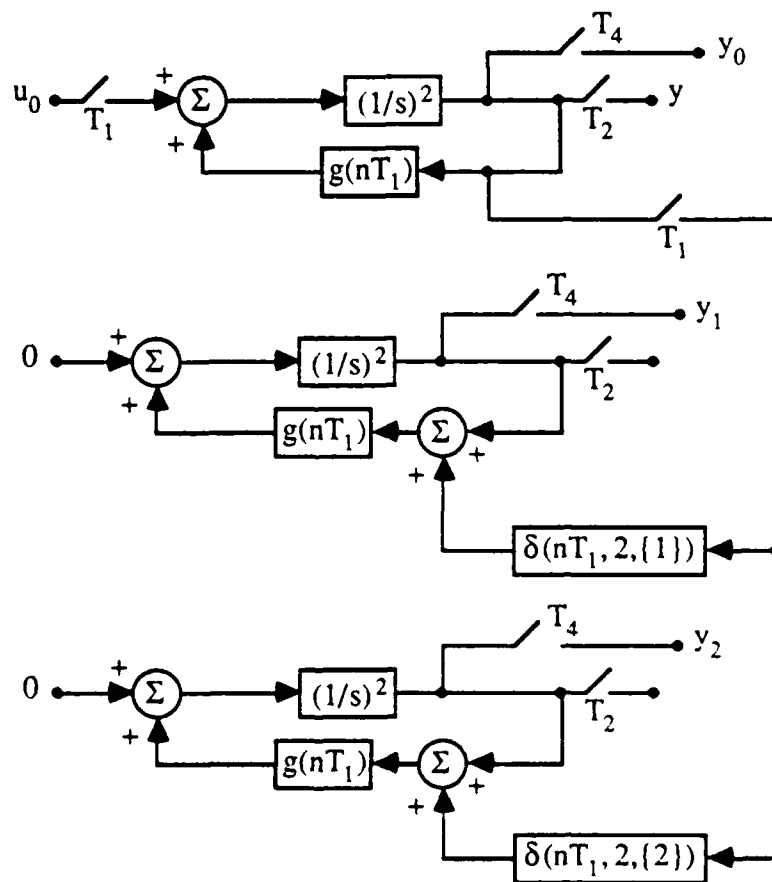 T₄
y₀
u₀
T₁
+
Σ
(1/s)²
T₂
y
+
g(nT₁)
T₁
T₄
y₁
0
+
Σ
(1/s)²
T₂
+
g(nT₁)
Σ
+
+
δ(nT₁, 2, {1})
T₄
y₂
0
+
Σ
(1/s)²
T₂
+
g(nT₁)
Σ
+
+
δ(nT₁, 2, {2})